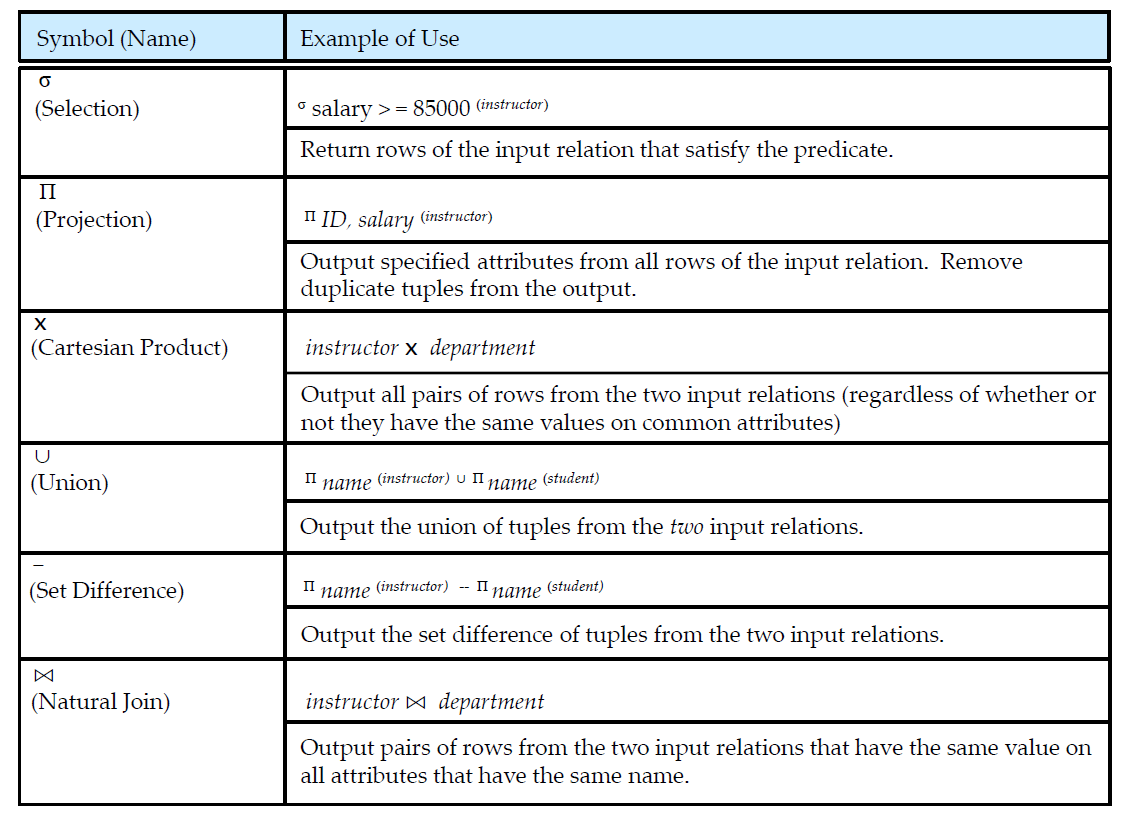 Symbol (Name) Example of Use
σ
(Selection)
σ salary > = 85000 (instructor)
Return rows of the input relation that satisfy the predicate.
Π
(Projection)
Π ID, salary (instructor)
Output specified attributes from all rows of the input relation. Remove
duplicate tuples from the output.
x
(Cartesian Product)
instructor x department
Output all pairs of rows from the two input relations (regardless of whether or
not they have the same values on common attributes)
∪
(Union)
Π name (instructor) ∪ Π name (student)
Output the union of tuples from the two input relations.
−
(Set Difference)
Π name (instructor) -- Π name (student)
Output the set difference of tuples from the two input relations.
⋈
(Natural Join)
instructor ⋈ department
Output pairs of rows from the two input relations that have the same value on
all attributes that have the same name.